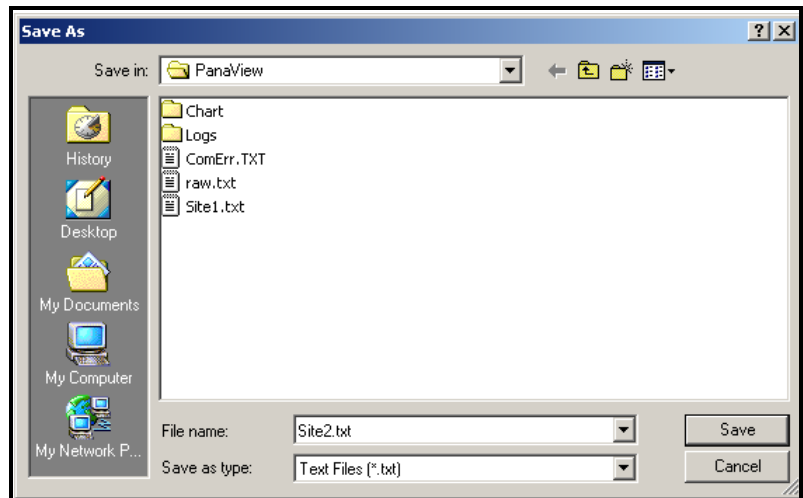 Save As
Save in: PanaView
History
Desktop
My Documents
My Computer
My Network P...
Chart
Logs
ComErr.TXT
raw.txt
Site1.txt
File name: Site2.txt Save
Save as type: Text Files (*.txt) Cancel